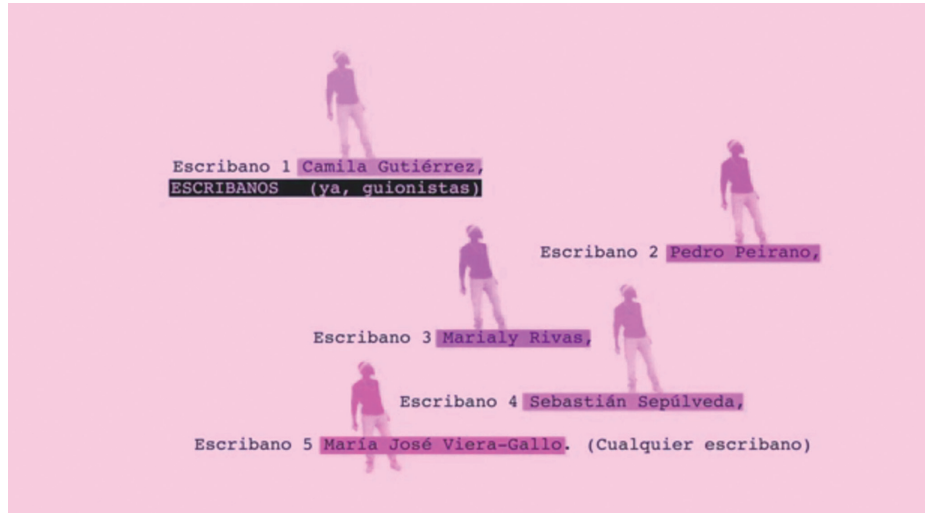 Escribano 1 Camila Gutiérrez,
ESCRIBANOS (ya, guionistas)
Escribano 2 Pedro Peirano,
Escribano 3 Marialy Rivas,
Escribano 4 Sebastián Sepúlveda,
Escribano 5 María José Viera-Gallo. (Cualquier escribano)